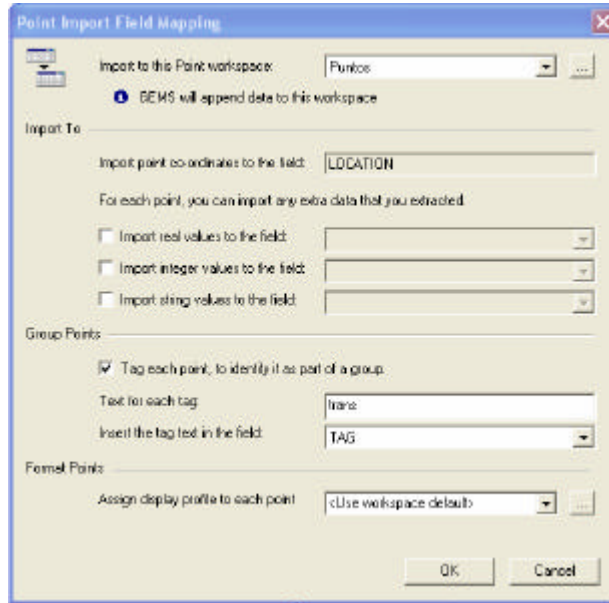 Point Import Field Mapping
Import to this Point workspace: Puntos ...
GEMS will append data to this workspace
Import To
Import point co-ordinates to the field: LOCATION
For each point, you can import any extra data that you extracted.
Import real values to the field:
Import integer values to the field:
Import string values to the field:
Group Points
Tag each point, to identify it as part of a group.
Text for each tag: trans
Insert the tag text in the field: TAG
Format Points
Assign display profile to each point <Use workspace default> ...
OK Cancel